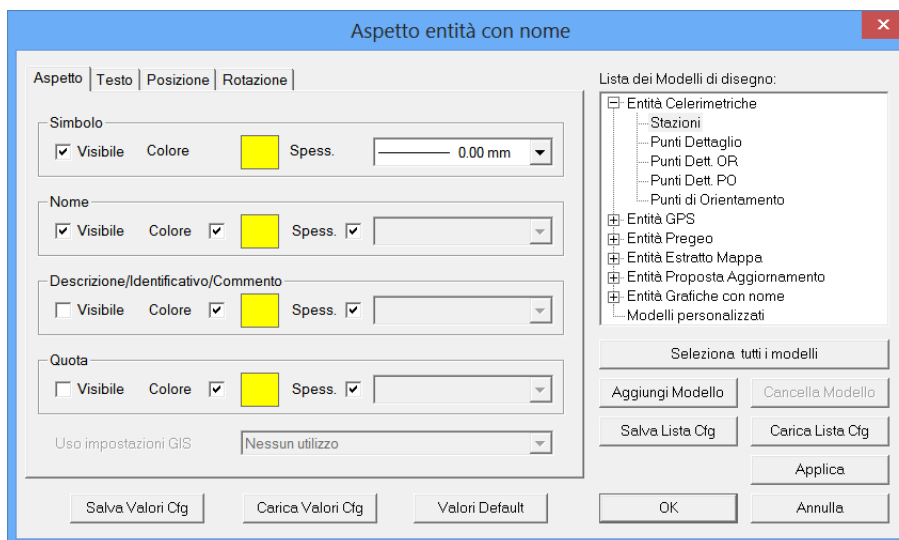 Aspetto entità con nome
Aspetto Testo Posizione Rotazione
Simbolo
Visibile Colore Spess. 0.00 mm
Nome
Visibile Colore Spess.
Descrizione/Identificativo/Commento
Visibile Colore Spess.
Quota
Visibile Colore Spess.
Uso impostazioni GIS Nessun utilizzo
Salva Valori Cfg Carica Valori Cfg Valori Default
Lista dei Modelli di disegno:
Entità Celerimetriche
Stazioni
Punti Dettaglio
Punti Dett. OR
Punti Dett. PO
Punti di Orientamento
Entità GPS
Entità Pregeo
Entità Estratto Mappa
Entità Proposta Aggiornamento
Entità Grafiche con nome
Modelli personalizzati
Seleziona tutti i modelli
Aggiungi Modello Cancella Modello
Salva Lista Cfg Carica Lista Cfg
Applica
OK Annulla